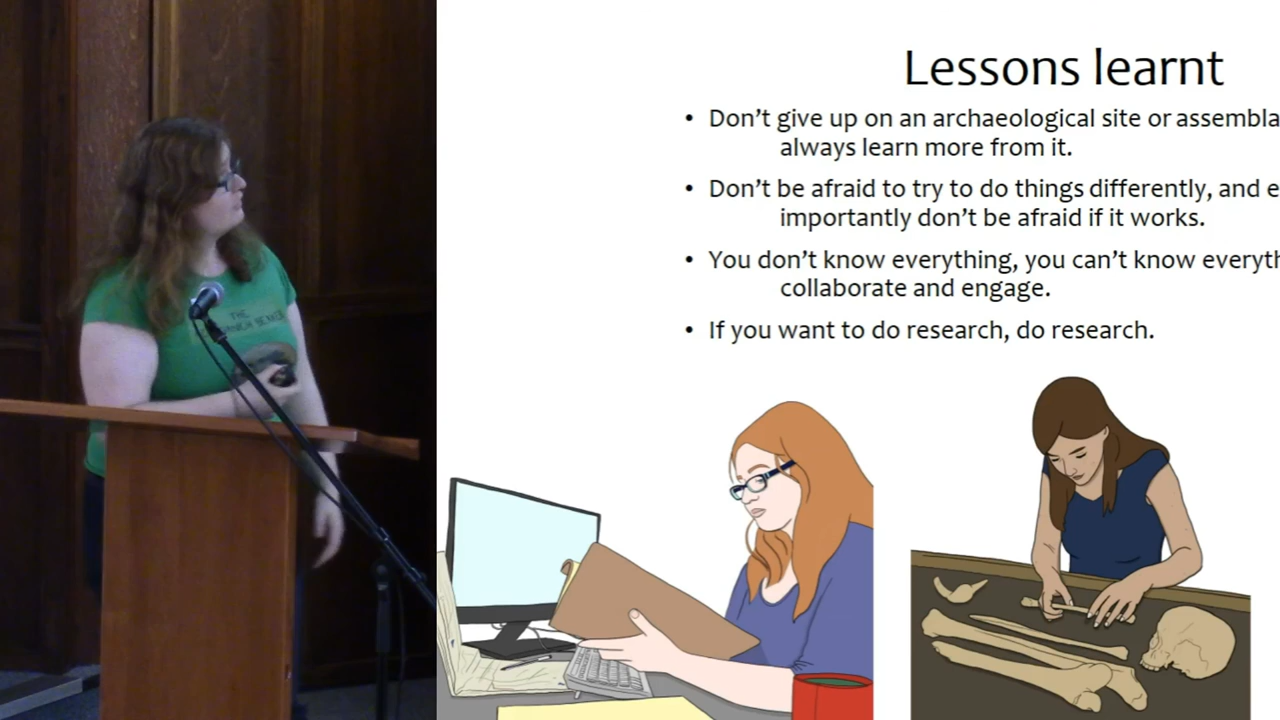 Lessons learnt
• Don't give up on an archaeological site or assembla
always learn more from it.
• Don't be afraid to try to do things differently, and e
importantly don't be afraid if it works.
• You don't know everything, you can't know everyth
collaborate and engage.
• If you want to do research, do research.
THE